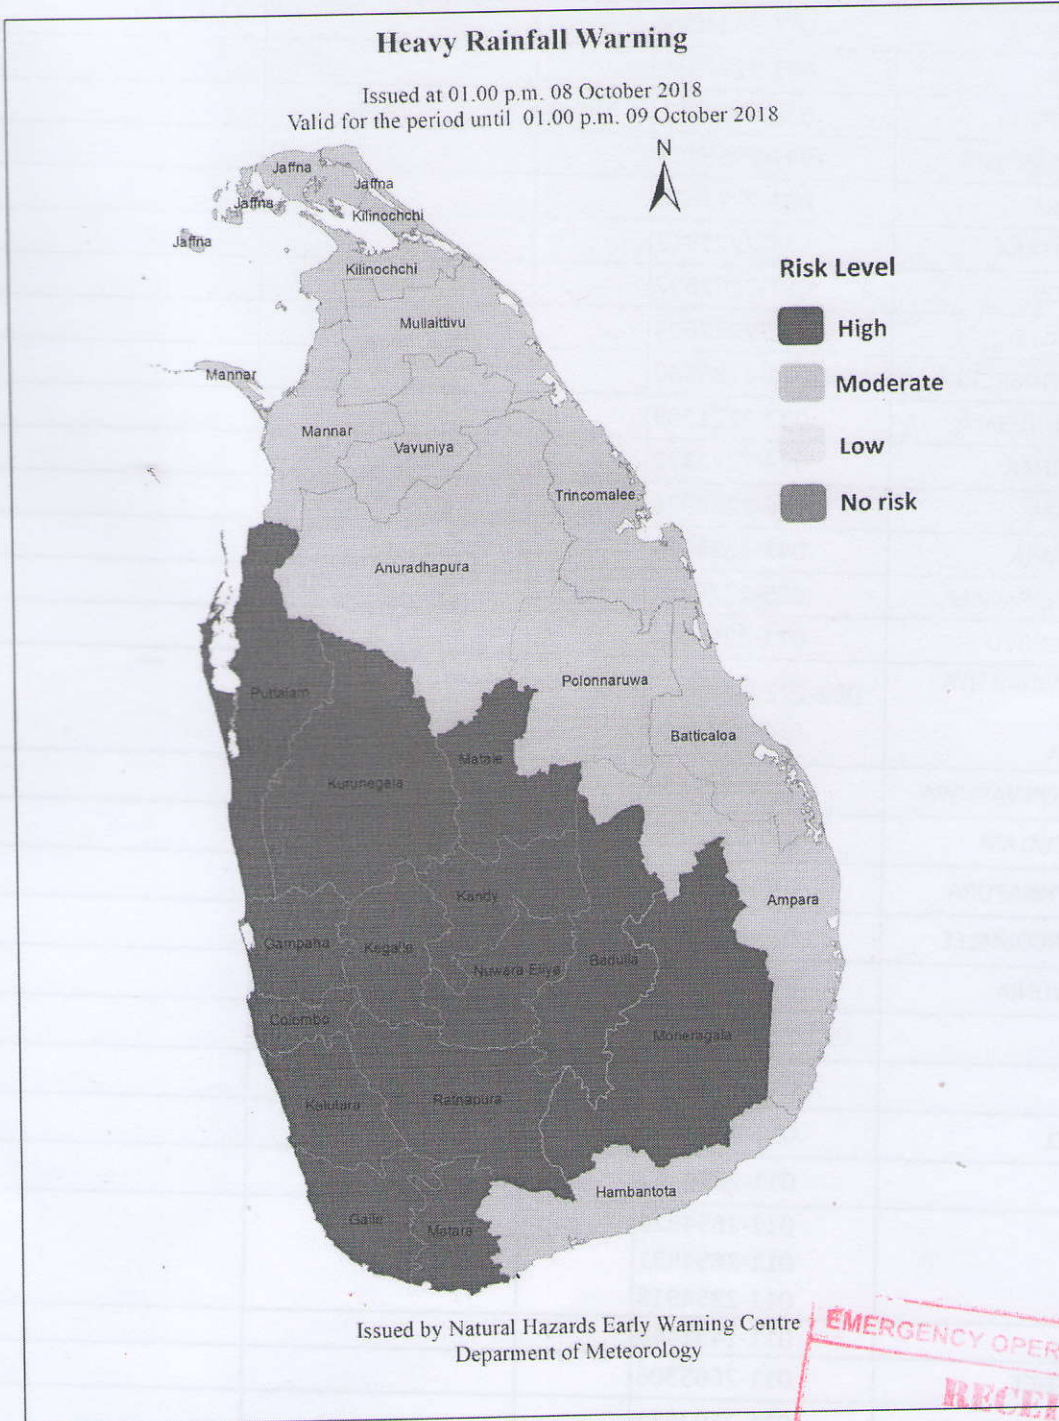 Heavy Rainfall Warning
Issued at 01.00 p.m. 08 October 2018
Valid for the period until 01.00 p.m. 09 October 2018
N
Jaffna
Jaffna
Jaffna
Kilinochchi
Jaffna
Kilinochchi
Mullaittivu
Mannar
Mannar
Vavuniya
Trincomalee
Anuradhapura
Polonnaruwa
Puttalam
Batticaloa
Matale
Kurunegala
Kandy
Ampara
Gampaha
Kegalle
Nuwara Eliya
Badulla
Colombo
Moneragala
Kalutara
Ratnapura
Hambantota
Galle
Matara
Risk Level
High
Moderate
Low
No risk
Issued by Natural Hazards Early Warning Centre
Deparment of Meteorology
EMERGENCY OPER
RECEI